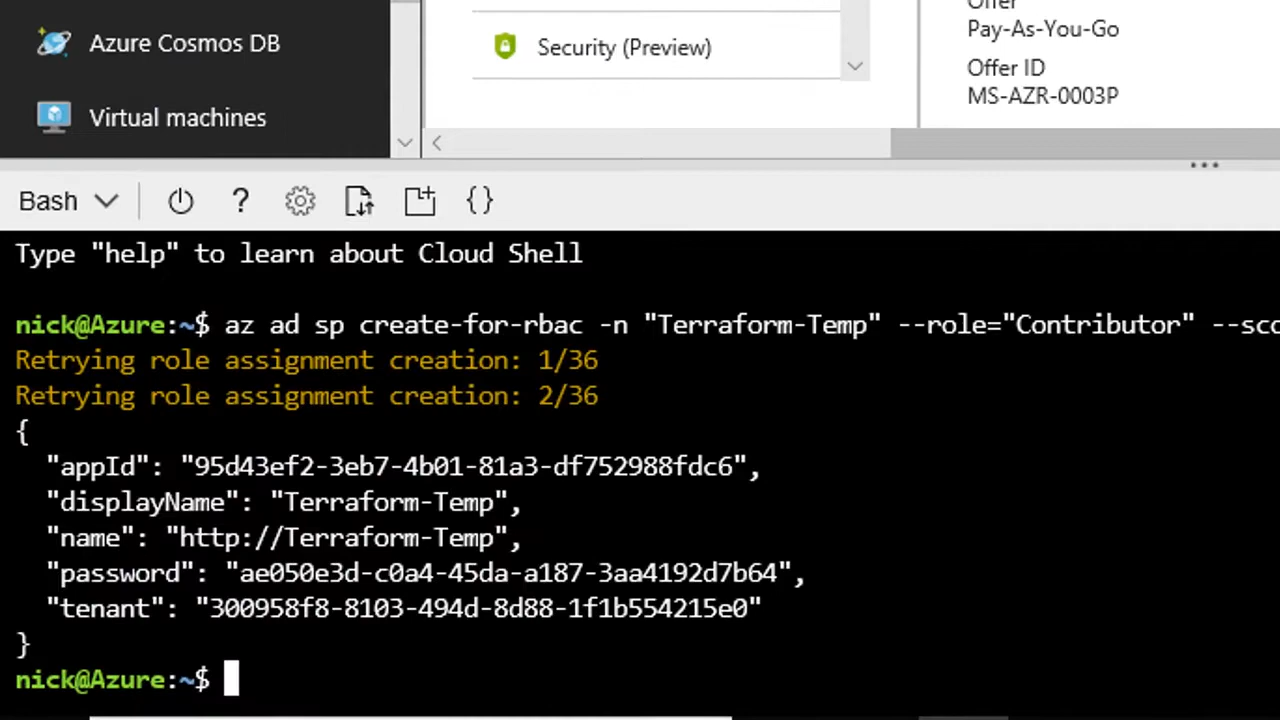 Azure Cosmos DB
Virtual machines
Security (Preview)
Offer
Pay-As-You-Go
Offer ID
MS-AZR-0003P
Bash
Type "help" to learn about Cloud Shell
nick@Azure:~$ az ad sp create-for-rbac -n "Terraform-Temp" --role="Contributor" --sco
Retrying role assignment creation: 1/36
Retrying role assignment creation: 2/36
{
"appId": "95d43ef2-3eb7-4b01-81a3-df752988fdc6",
"displayName": "Terraform-Temp",
"name": "http://Terraform-Temp",
"password": "ae050e3d-c0a4-45da-a187-3aa4192d7b64",
"tenant": "300958f8-8103-494d-8d88-1f1b554215e0"
}
nick@Azure:~$